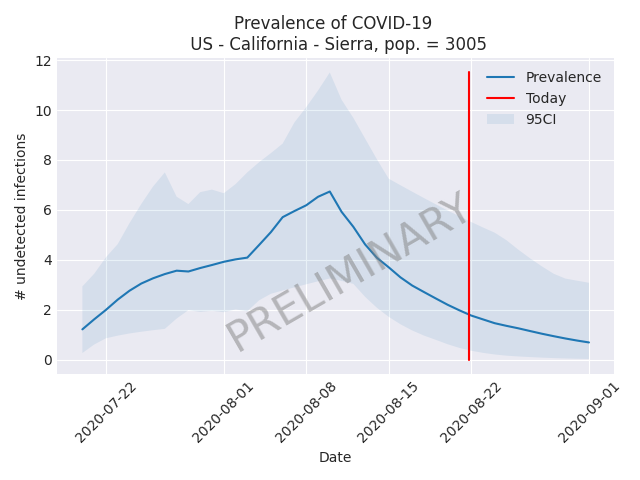 Prevalence of COVID-19
US - California - Sierra, pop. = 3005
# undetected infections
12
10
8
6
4
2
0
Prevalence
Today
95CI
PRELIMINARY
2020-07-22
2020-08-01
2020-08-08
2020-08-15
2020-08-22
2020-09-01
Date